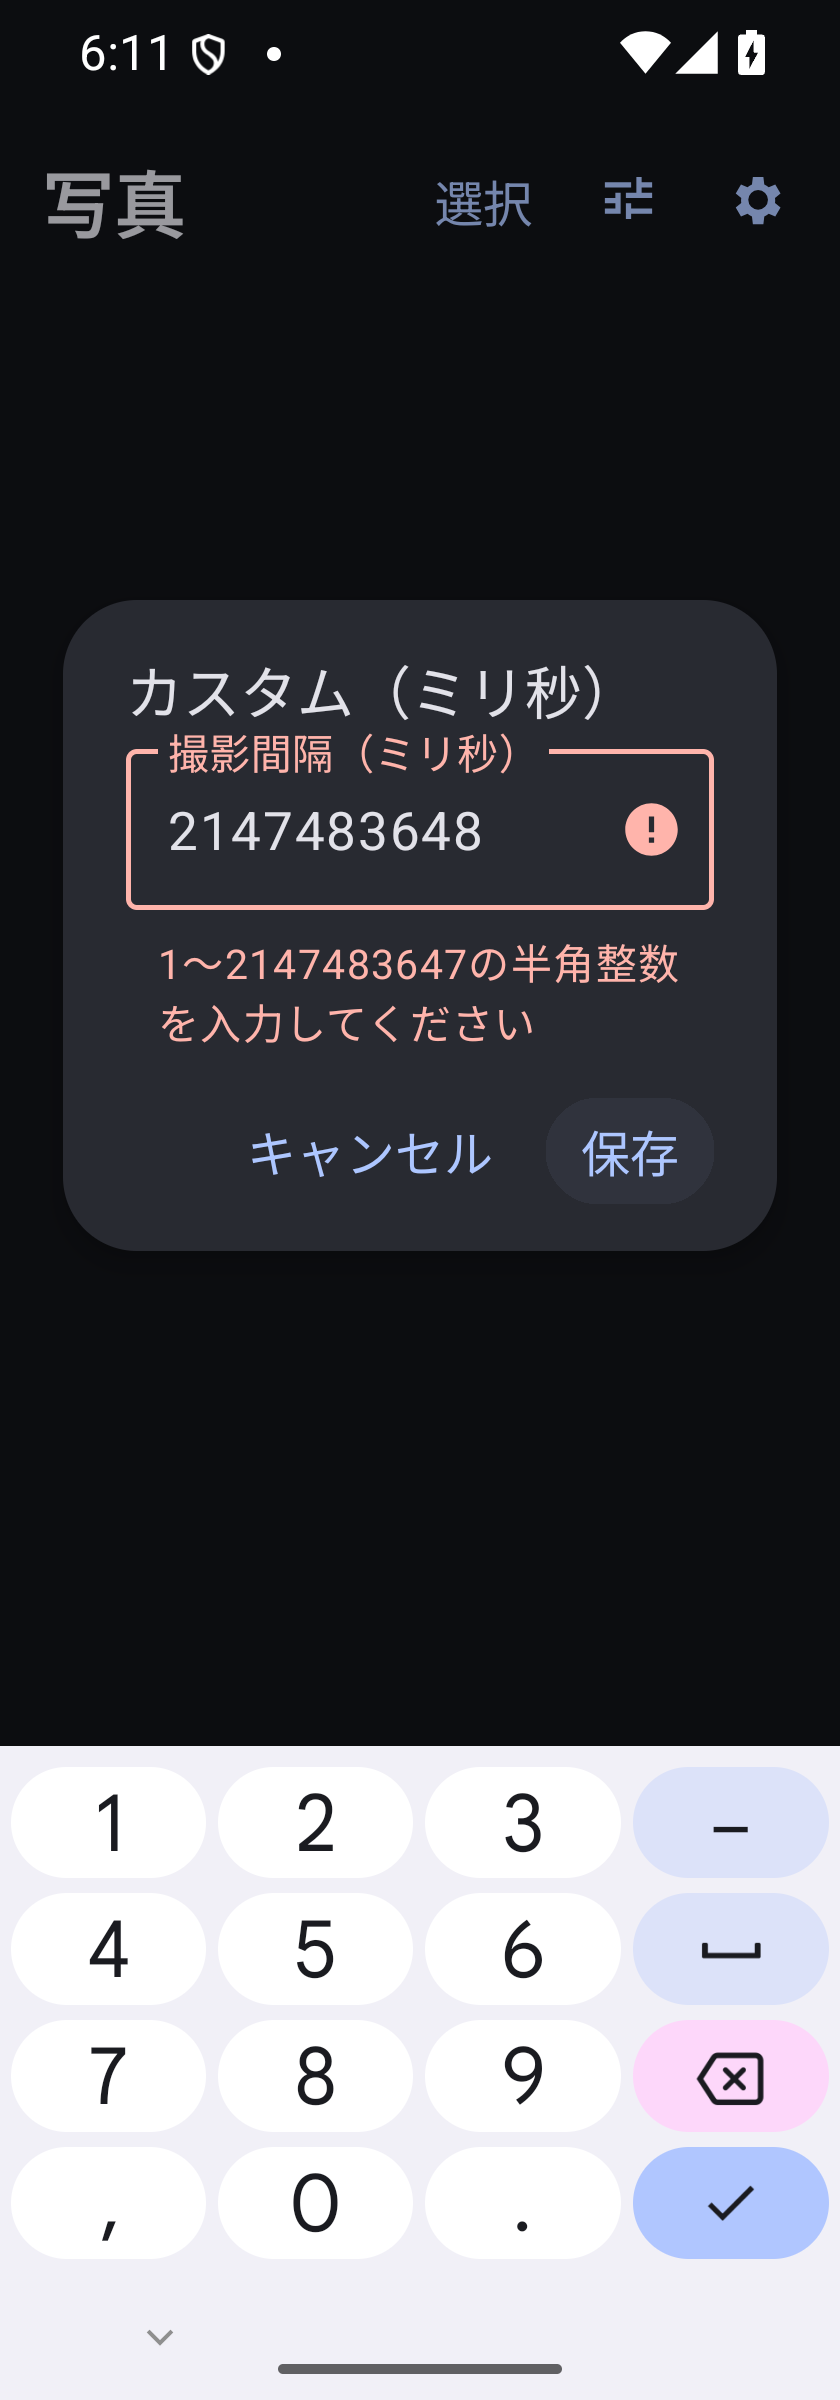 6:11
写真
選択
カスタム（ミリ秒）
撮影間隔（ミリ秒）
2147483648
1〜2147483647の半角整数
を入力してください
キャンセル
保存
1 2 3 –
4 5 6
7 8 9
, 0 .